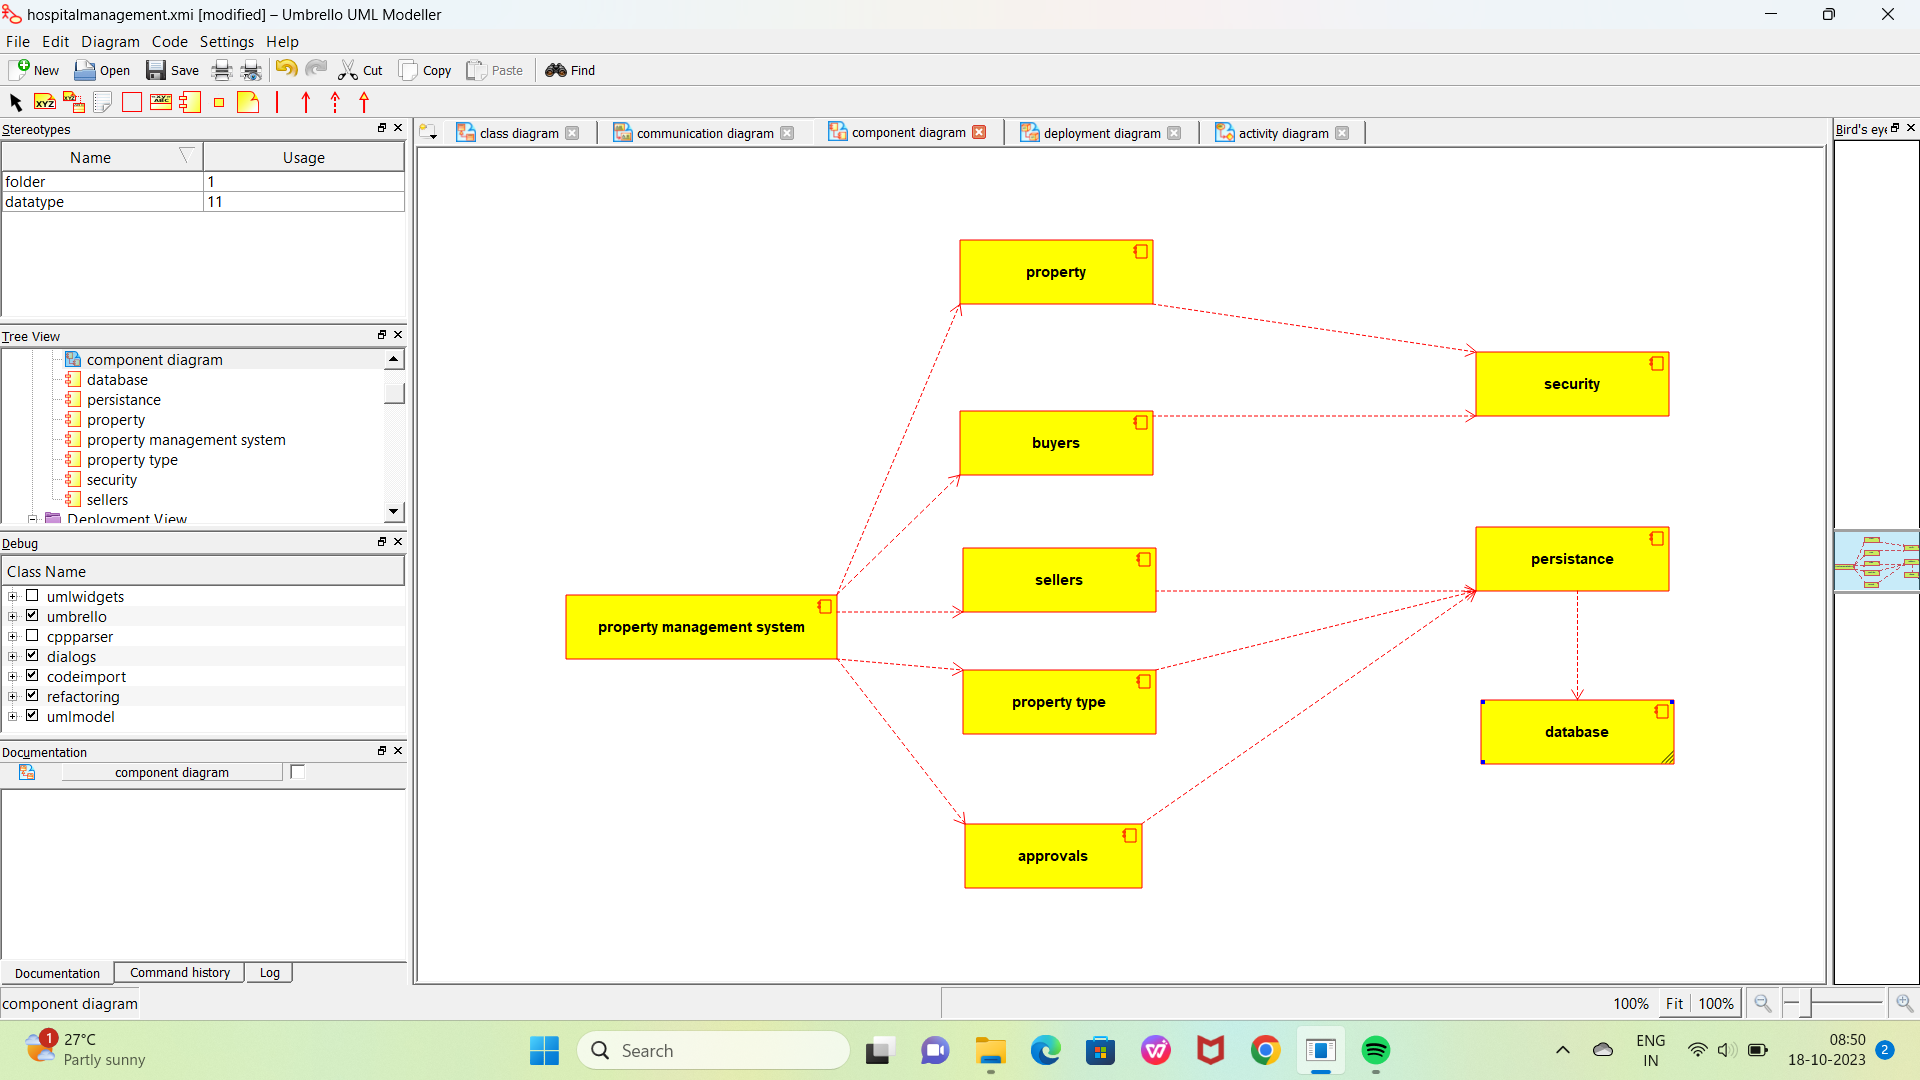 hospitalmanagement.xmi [modified] – Umbrello UML Modeller
File Edit Diagram Code Settings Help
New Open Save Cut Copy Paste Find
XYZ XYZ ABC
Stereotypes
Name Usage
folder 1
datatype 11
Tree View
component diagram
database
persistance
property
property management system
property type
security
sellers
Deployment View
Debug
Class Name
umlwidgets
umbrello
cppparser
dialogs
codeimport
refactoring
umlmodel
Documentation
component diagram
Documentation Command history Log
class diagram communication diagram component diagram deployment diagram activity diagram
property
security
buyers
persistance
sellers
property management system
property type
database
approvals
Bird's eye
component diagram
100% Fit 100%
1 27°C
Partly sunny
Search
ENG
IN
08:50
18-10-2023
2